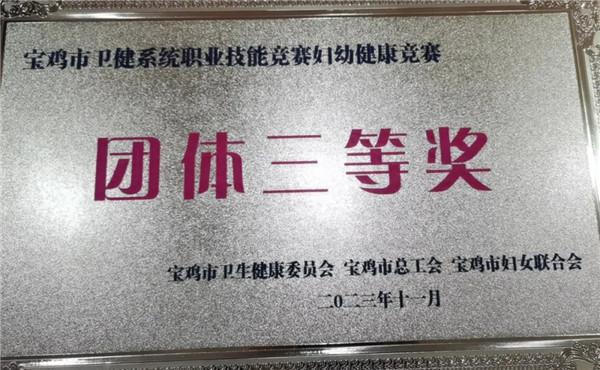 宝鸡市卫健系统职业技能竞赛妇幼健康竞赛
团体三等奖
宝鸡市卫生健康委员会 宝鸡市总工会 宝鸡市妇女联合会
二〇二三年十一月